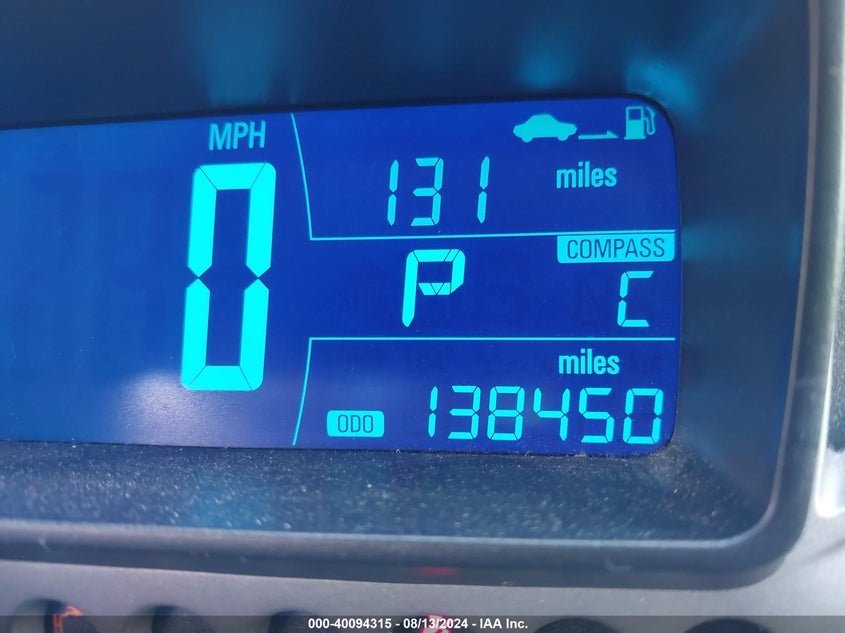 MPH
0
131 miles
P
COMPASS
C
miles
ODO 138450
000-40094315 - 08/13/2024 - IAA Inc.